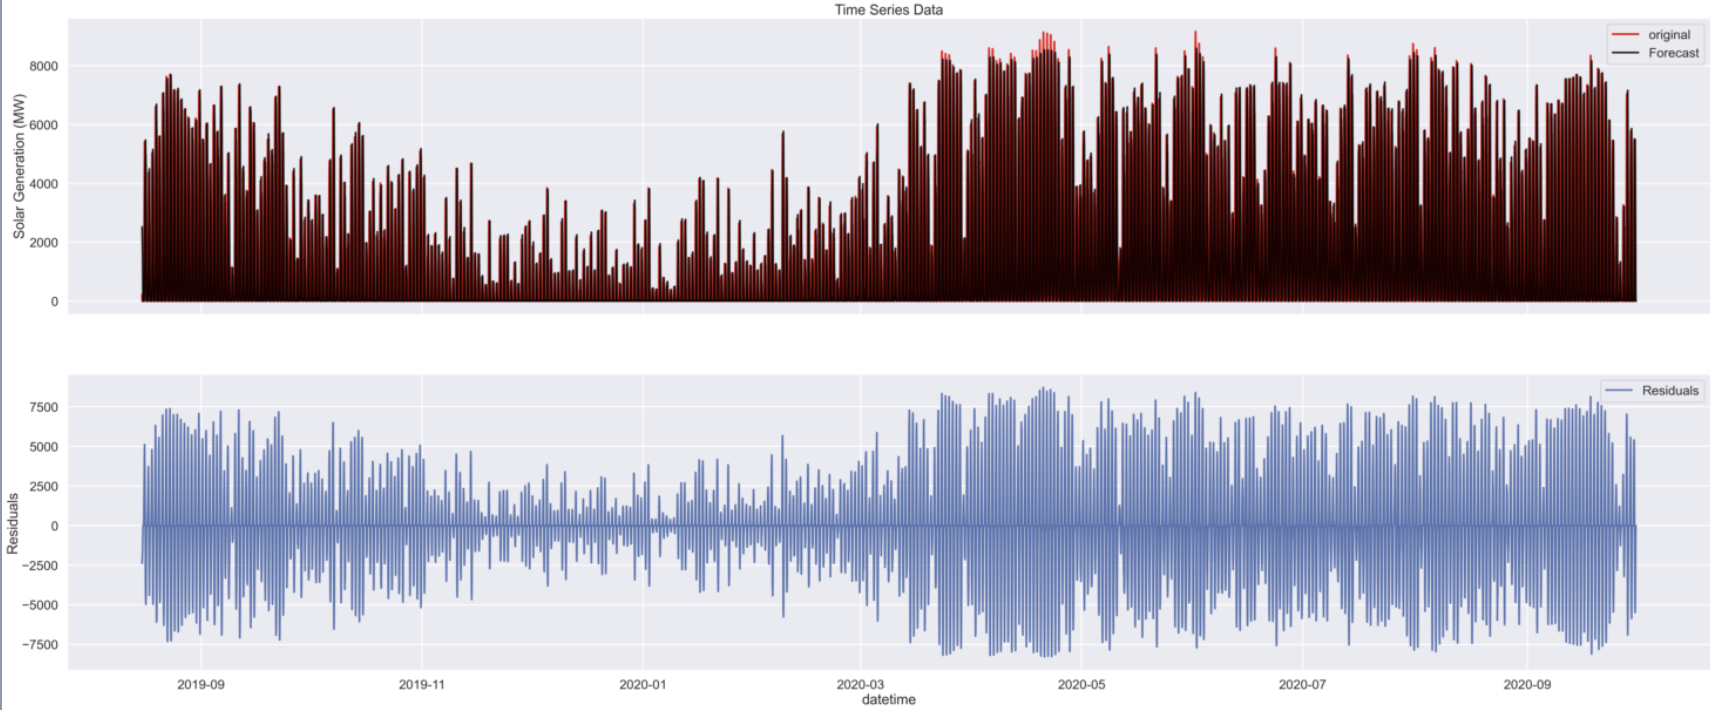 Time Series Data
original
Forecast
Solar Generation (MW)
8000
6000
4000
2000
0
Residuals
Residuals
7500
5000
2500
0
−2500
−5000
−7500
2019-09
2019-11
2020-01
2020-03
2020-05
2020-07
2020-09
datetime